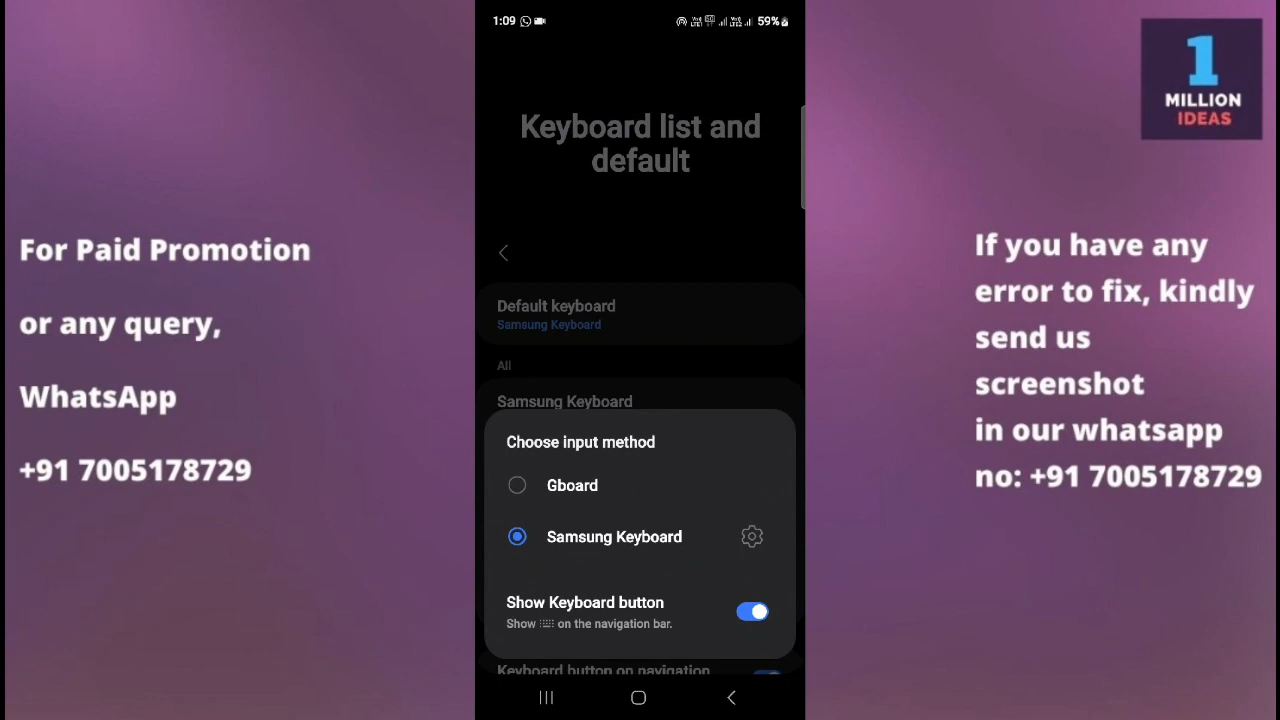 For Paid Promotion
or any query,
WhatsApp
+91 7005178729
1:09
59%
Keyboard list and
default
Default keyboard
Samsung Keyboard
All
Samsung Keyboard
Choose input method
Gboard
Samsung Keyboard
Show Keyboard button
Show on the navigation bar.
Keyboard button on navigation
1
MILLION
IDEAS
If you have any
error to fix, kindly
send us
screenshot
in our whatsapp
no: +91 7005178729